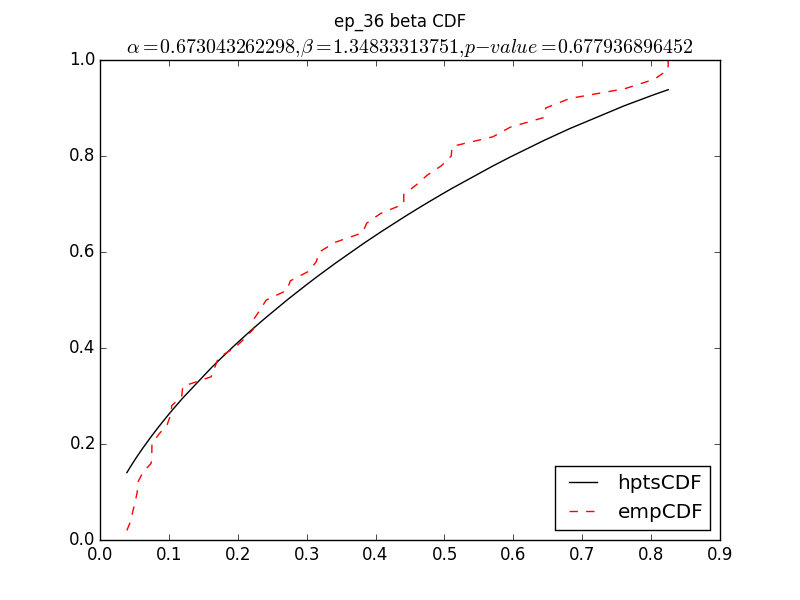 ep_36 beta CDF
α=0.673043262298,β=1.34833313751,p−value=0.677936896452
1.0
0.8
0.6
0.4
0.2
0.0
0.0 0.1 0.2 0.3 0.4 0.5 0.6 0.7 0.8 0.9
hptsCDF
empCDF